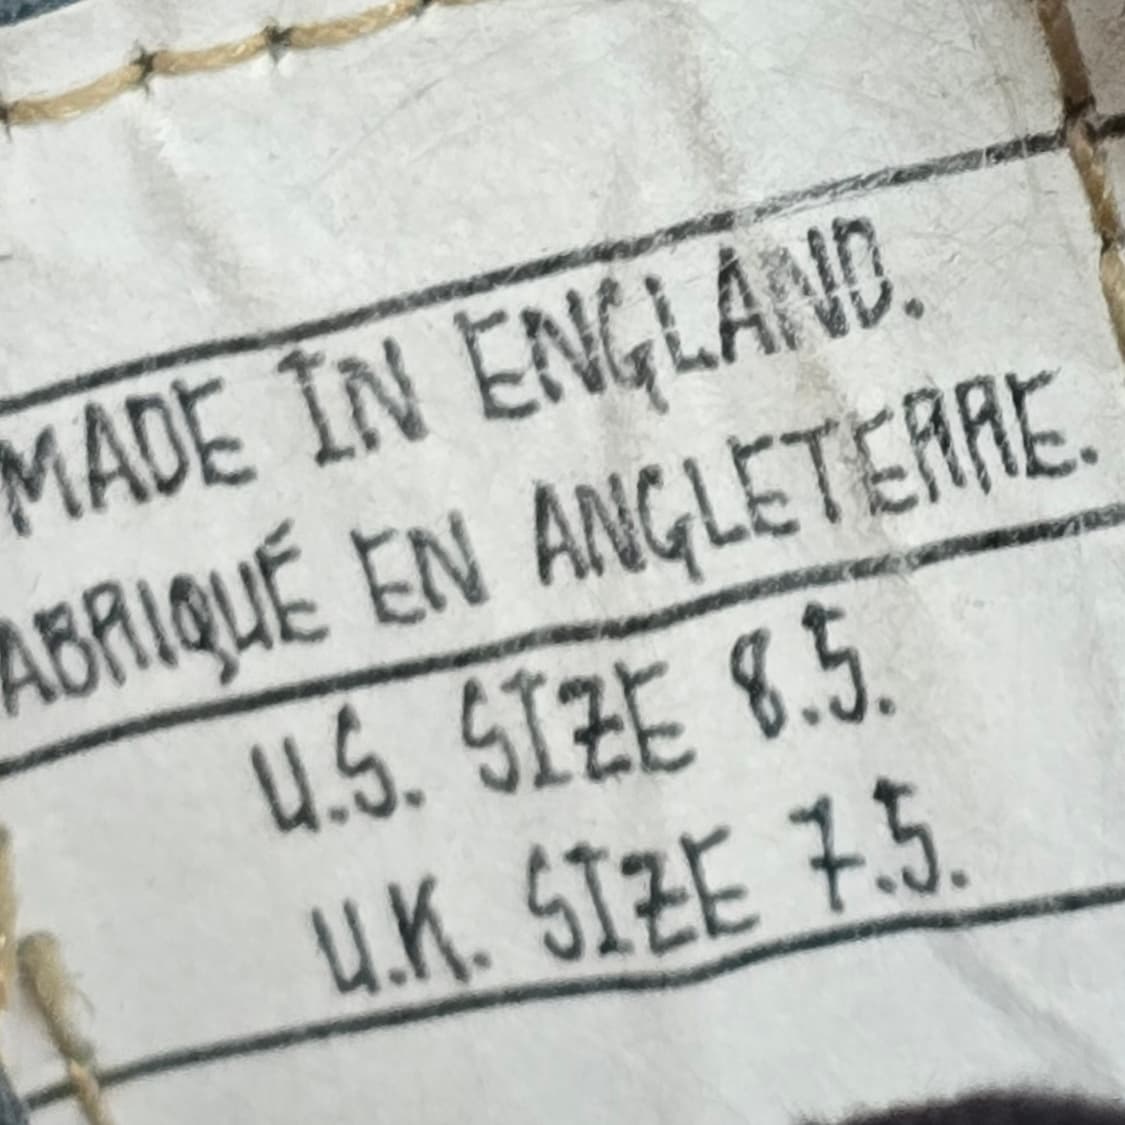 MADE IN ENGLAND.
ABRIQUÉ EN ANGLETERRE.
U.S. SIZE 8.5.
U.K. SIZE 7.5.